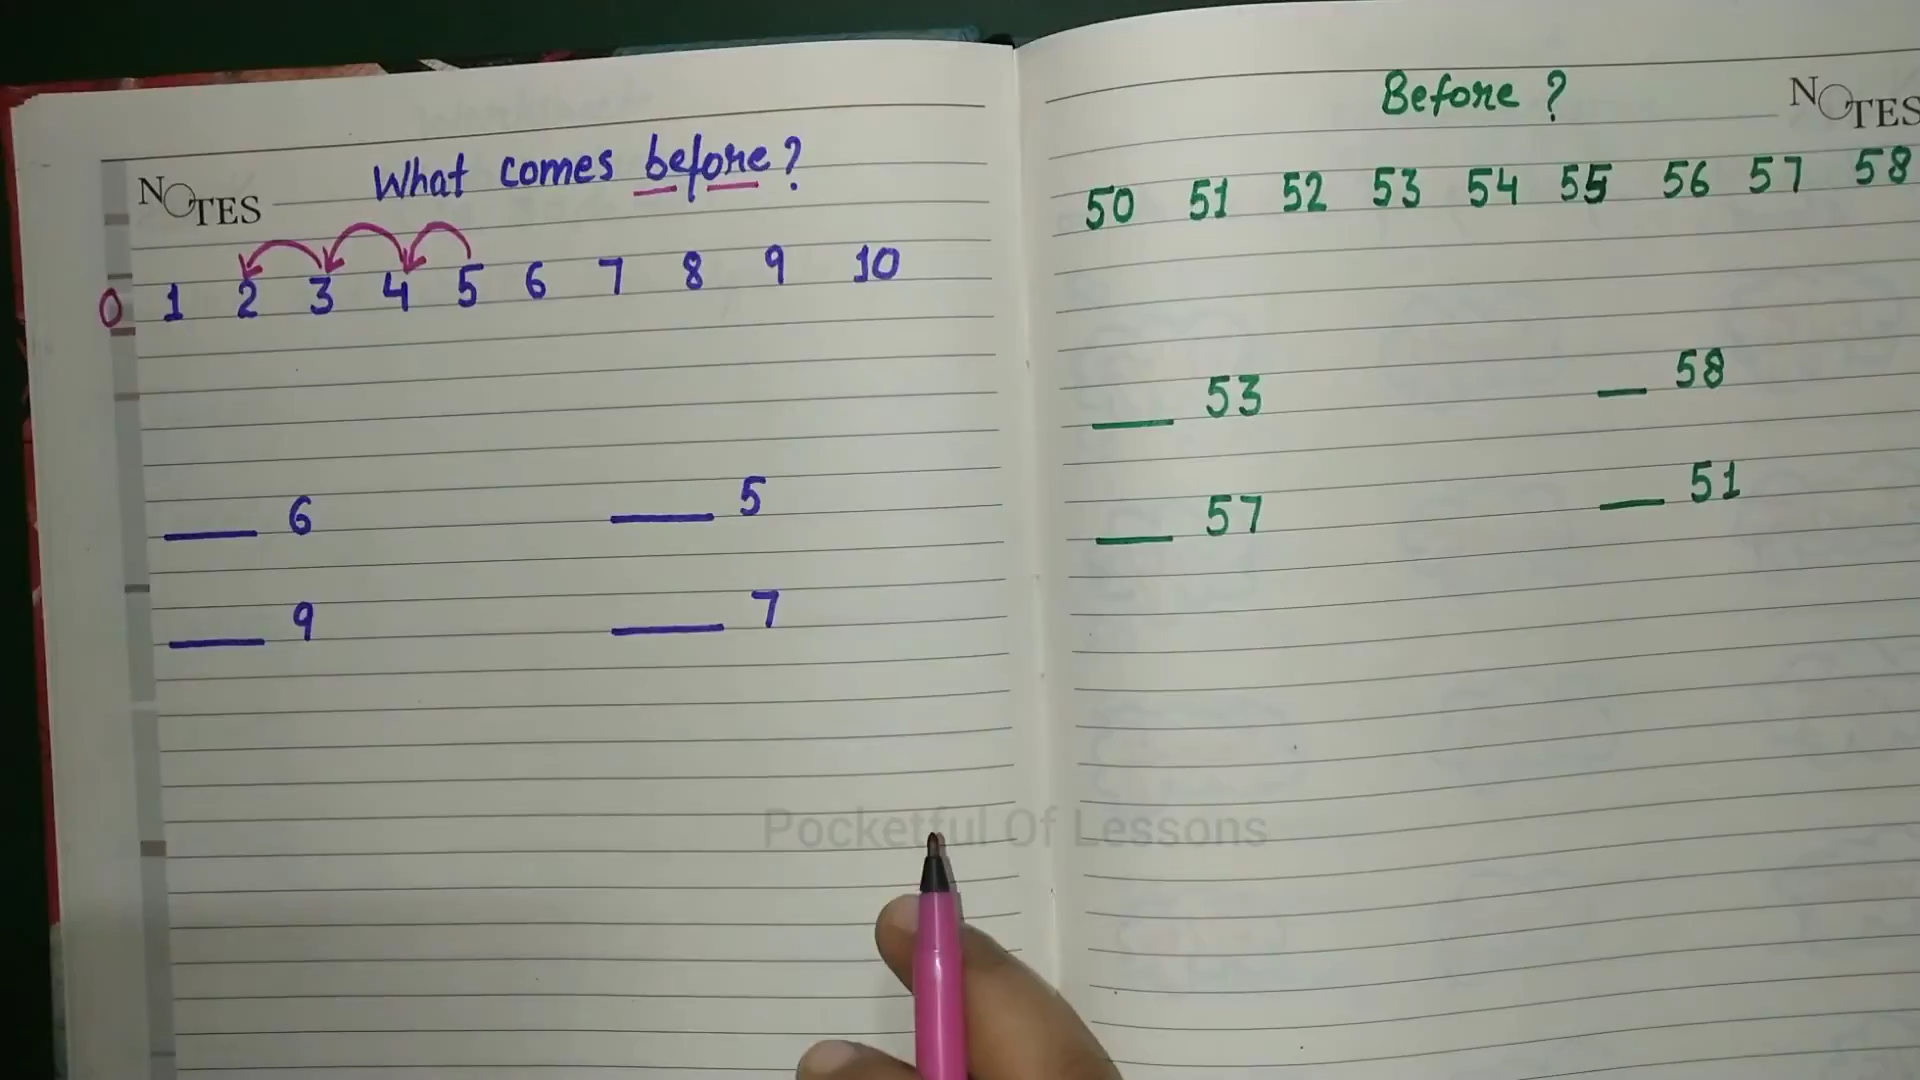 NOTES
What comes before?
0 1 2 3 4 5 6 7 8 9 10
___ 6 ___ 5
___ 9 ___ 7
Before ?
NOTES
50 51 52 53 54 55 56 57 58
___ 53 ___ 58
___ 57 ___ 51
Pocketful Of Lessons